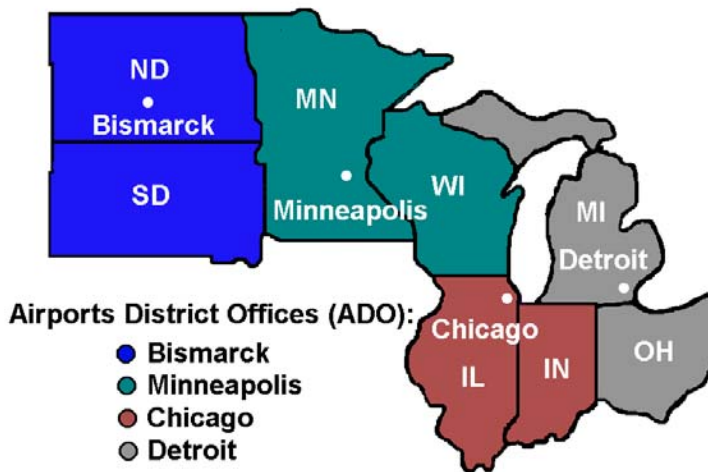 ND
Bismarck
MN
SD
Minneapolis
WI
MI
Detroit
Chicago
IL
IN
OH
Airports District Offices (ADO):
Bismarck
Minneapolis
Chicago
Detroit